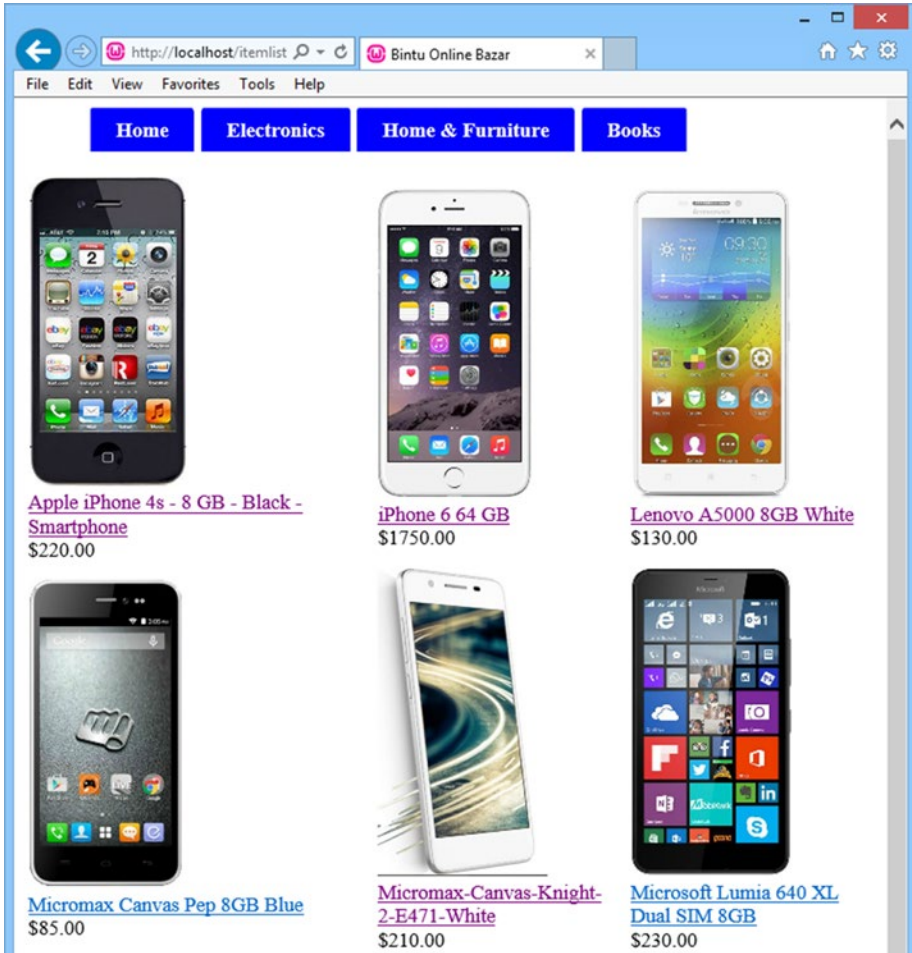 http://localhost/itemlist
Bintu Online Bazar
File Edit View Favorites Tools Help
Home Electronics Home & Furniture Books
Apple iPhone 4s - 8 GB - Black -
Smartphone
$220.00
iPhone 6 64 GB
$1750.00
Lenovo A5000 8GB White
$130.00
Micromax Canvas Pep 8GB Blue
$85.00
Micromax-Canvas-Knight-
2-E471-White
$210.00
Microsoft Lumia 640 XL
Dual SIM 8GB
$230.00